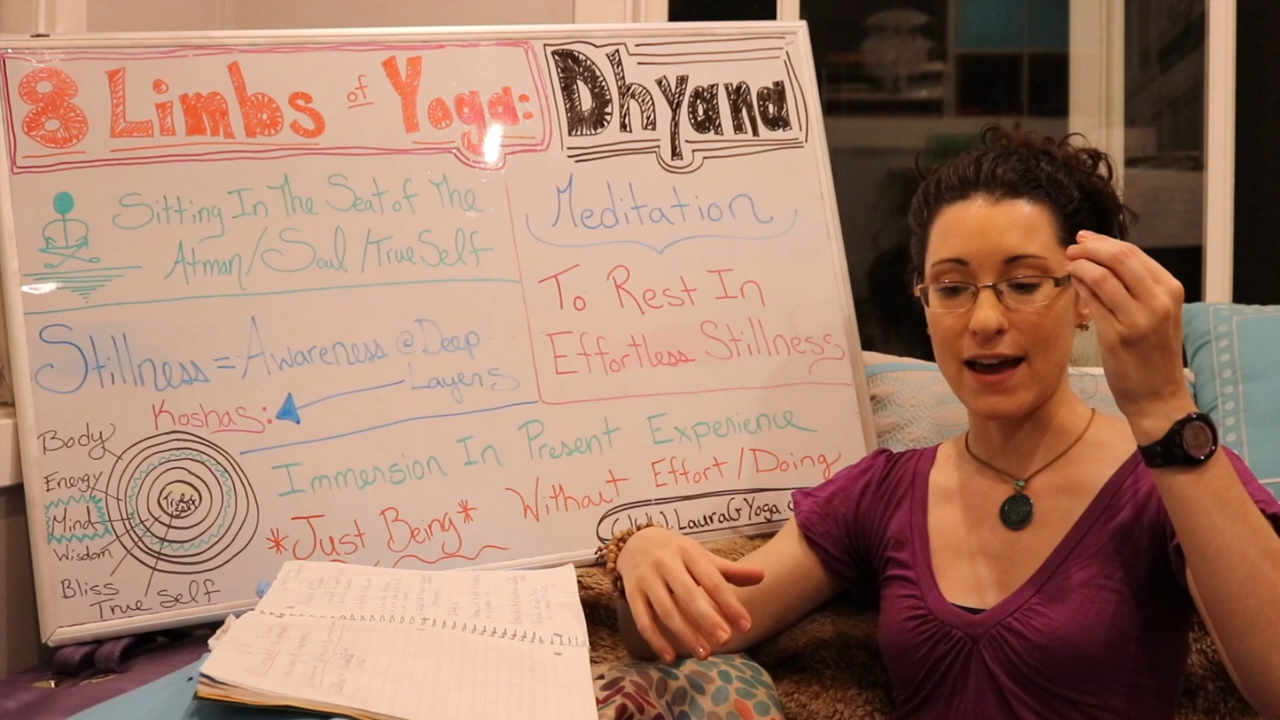 8 Limbs of Yoga:
Dhyana
Sitting In The Seat of The
Atman/Soul/True Self
Meditation
To Rest In
Effortless Stillness
Stillness = Awareness @ Deep
Layers
Koshas:
Body
Energy
Mind
Wisdom
Bliss
True Self
Immersion In Present Experience
Without Effort/Doing
*Just Being*
LauraGYoga.